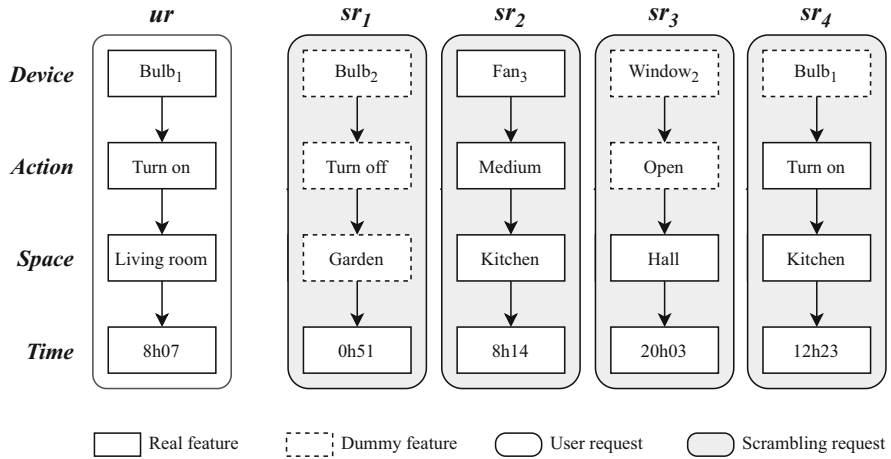 ur sr₁ sr₂ sr₃ sr₄
Device Bulb₁ Bulb₂ Fan₃ Window₂ Bulb₁
Action Turn on Turn off Medium Open Turn on
Space Living room Garden Kitchen Hall Kitchen
Time 8h07 0h51 8h14 20h03 12h23
Real feature Dummy feature User request Scrambling request